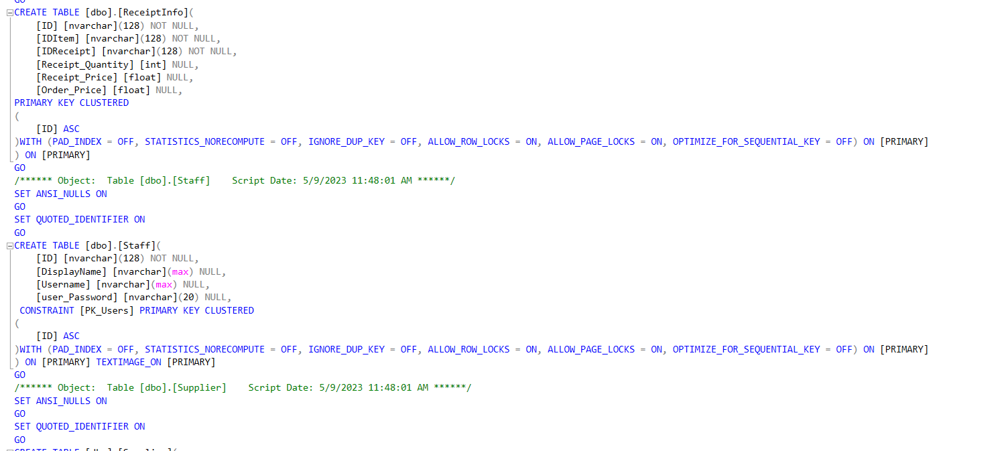 GO
CREATE TABLE [dbo].[ReceiptInfo](
[ID] [nvarchar](128) NOT NULL,
[IDItem] [nvarchar](128) NOT NULL,
[IDReceipt] [nvarchar](128) NOT NULL,
[Receipt_Quantity] [int] NULL,
[Receipt_Price] [float] NULL,
[Order_Price] [float] NULL,
PRIMARY KEY CLUSTERED
(
[ID] ASC
)WITH (PAD_INDEX = OFF, STATISTICS_NORECOMPUTE = OFF, IGNORE_DUP_KEY = OFF, ALLOW_ROW_LOCKS = ON, ALLOW_PAGE_LOCKS = ON, OPTIMIZE_FOR_SEQUENTIAL_KEY = OFF) ON [PRIMARY]
) ON [PRIMARY]
GO
/****** Object:  Table [dbo].[Staff]    Script Date: 5/9/2023 11:48:01 AM ******/
SET ANSI_NULLS ON
GO
SET QUOTED_IDENTIFIER ON
GO
CREATE TABLE [dbo].[Staff](
[ID] [nvarchar](128) NOT NULL,
[DisplayName] [nvarchar](max) NULL,
[Username] [nvarchar](max) NULL,
[user_Password] [nvarchar](20) NULL,
CONSTRAINT [PK_Users] PRIMARY KEY CLUSTERED
(
[ID] ASC
)WITH (PAD_INDEX = OFF, STATISTICS_NORECOMPUTE = OFF, IGNORE_DUP_KEY = OFF, ALLOW_ROW_LOCKS = ON, ALLOW_PAGE_LOCKS = ON, OPTIMIZE_FOR_SEQUENTIAL_KEY = OFF) ON [PRIMARY]
) ON [PRIMARY] TEXTIMAGE_ON [PRIMARY]
GO
/****** Object:  Table [dbo].[Supplier]    Script Date: 5/9/2023 11:48:01 AM ******/
SET ANSI_NULLS ON
GO
SET QUOTED_IDENTIFIER ON
GO
CREATE TABLE [dbo].[Supplier](